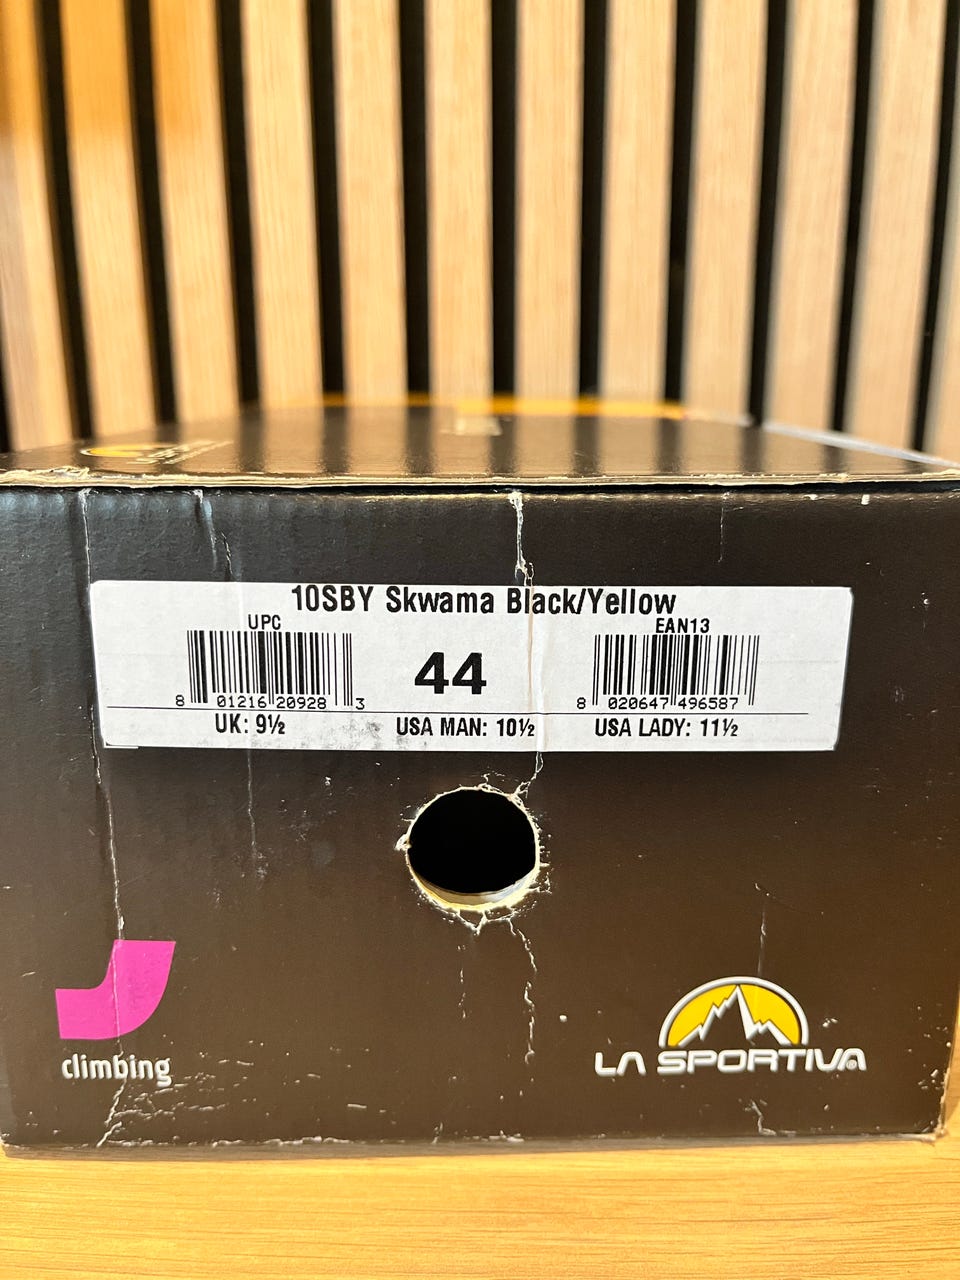 10SBY Skwama Black/Yellow
UPC
EAN13
8 01216 20928 3
44
8 020647 496587
UK: 9½ USA MAN: 10½ USA LADY: 11½
climbing
LA SPORTIVA®